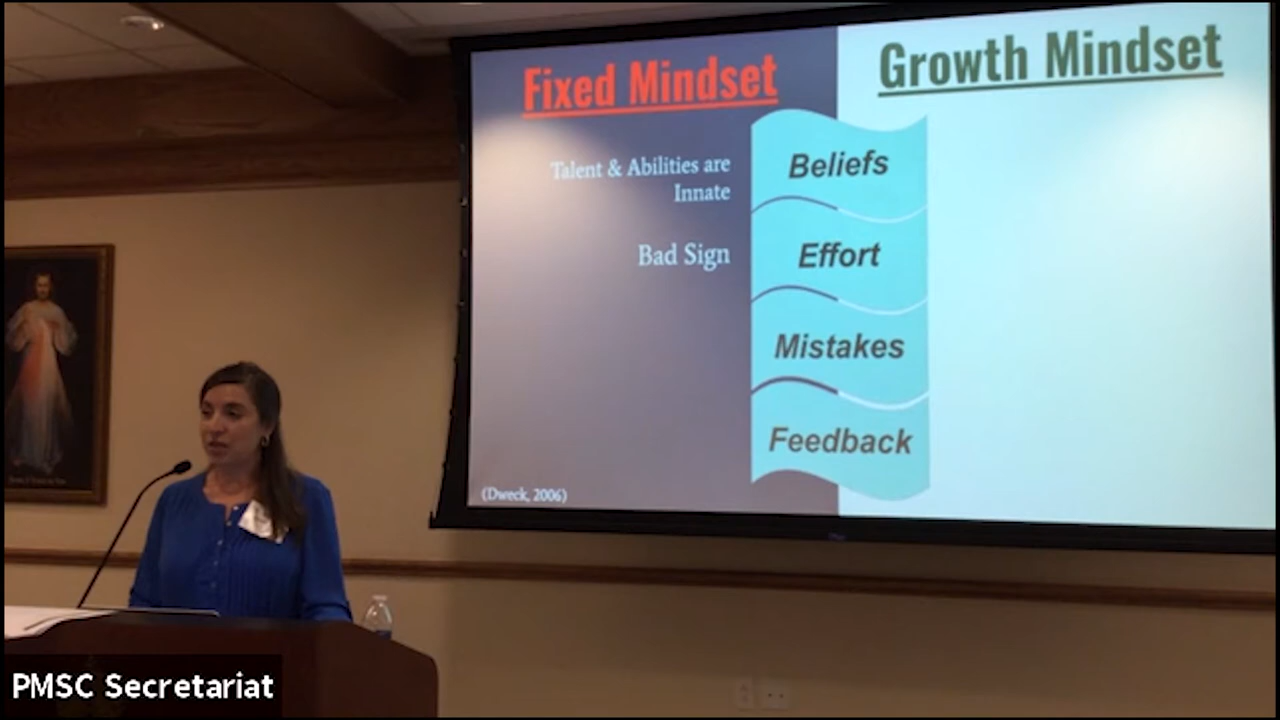 Fixed Mindset
Growth Mindset
Talent & Abilities are
Innate
Beliefs
Bad Sign
Effort
Mistakes
Feedback
(Dweck, 2006)
PMSC Secretariat